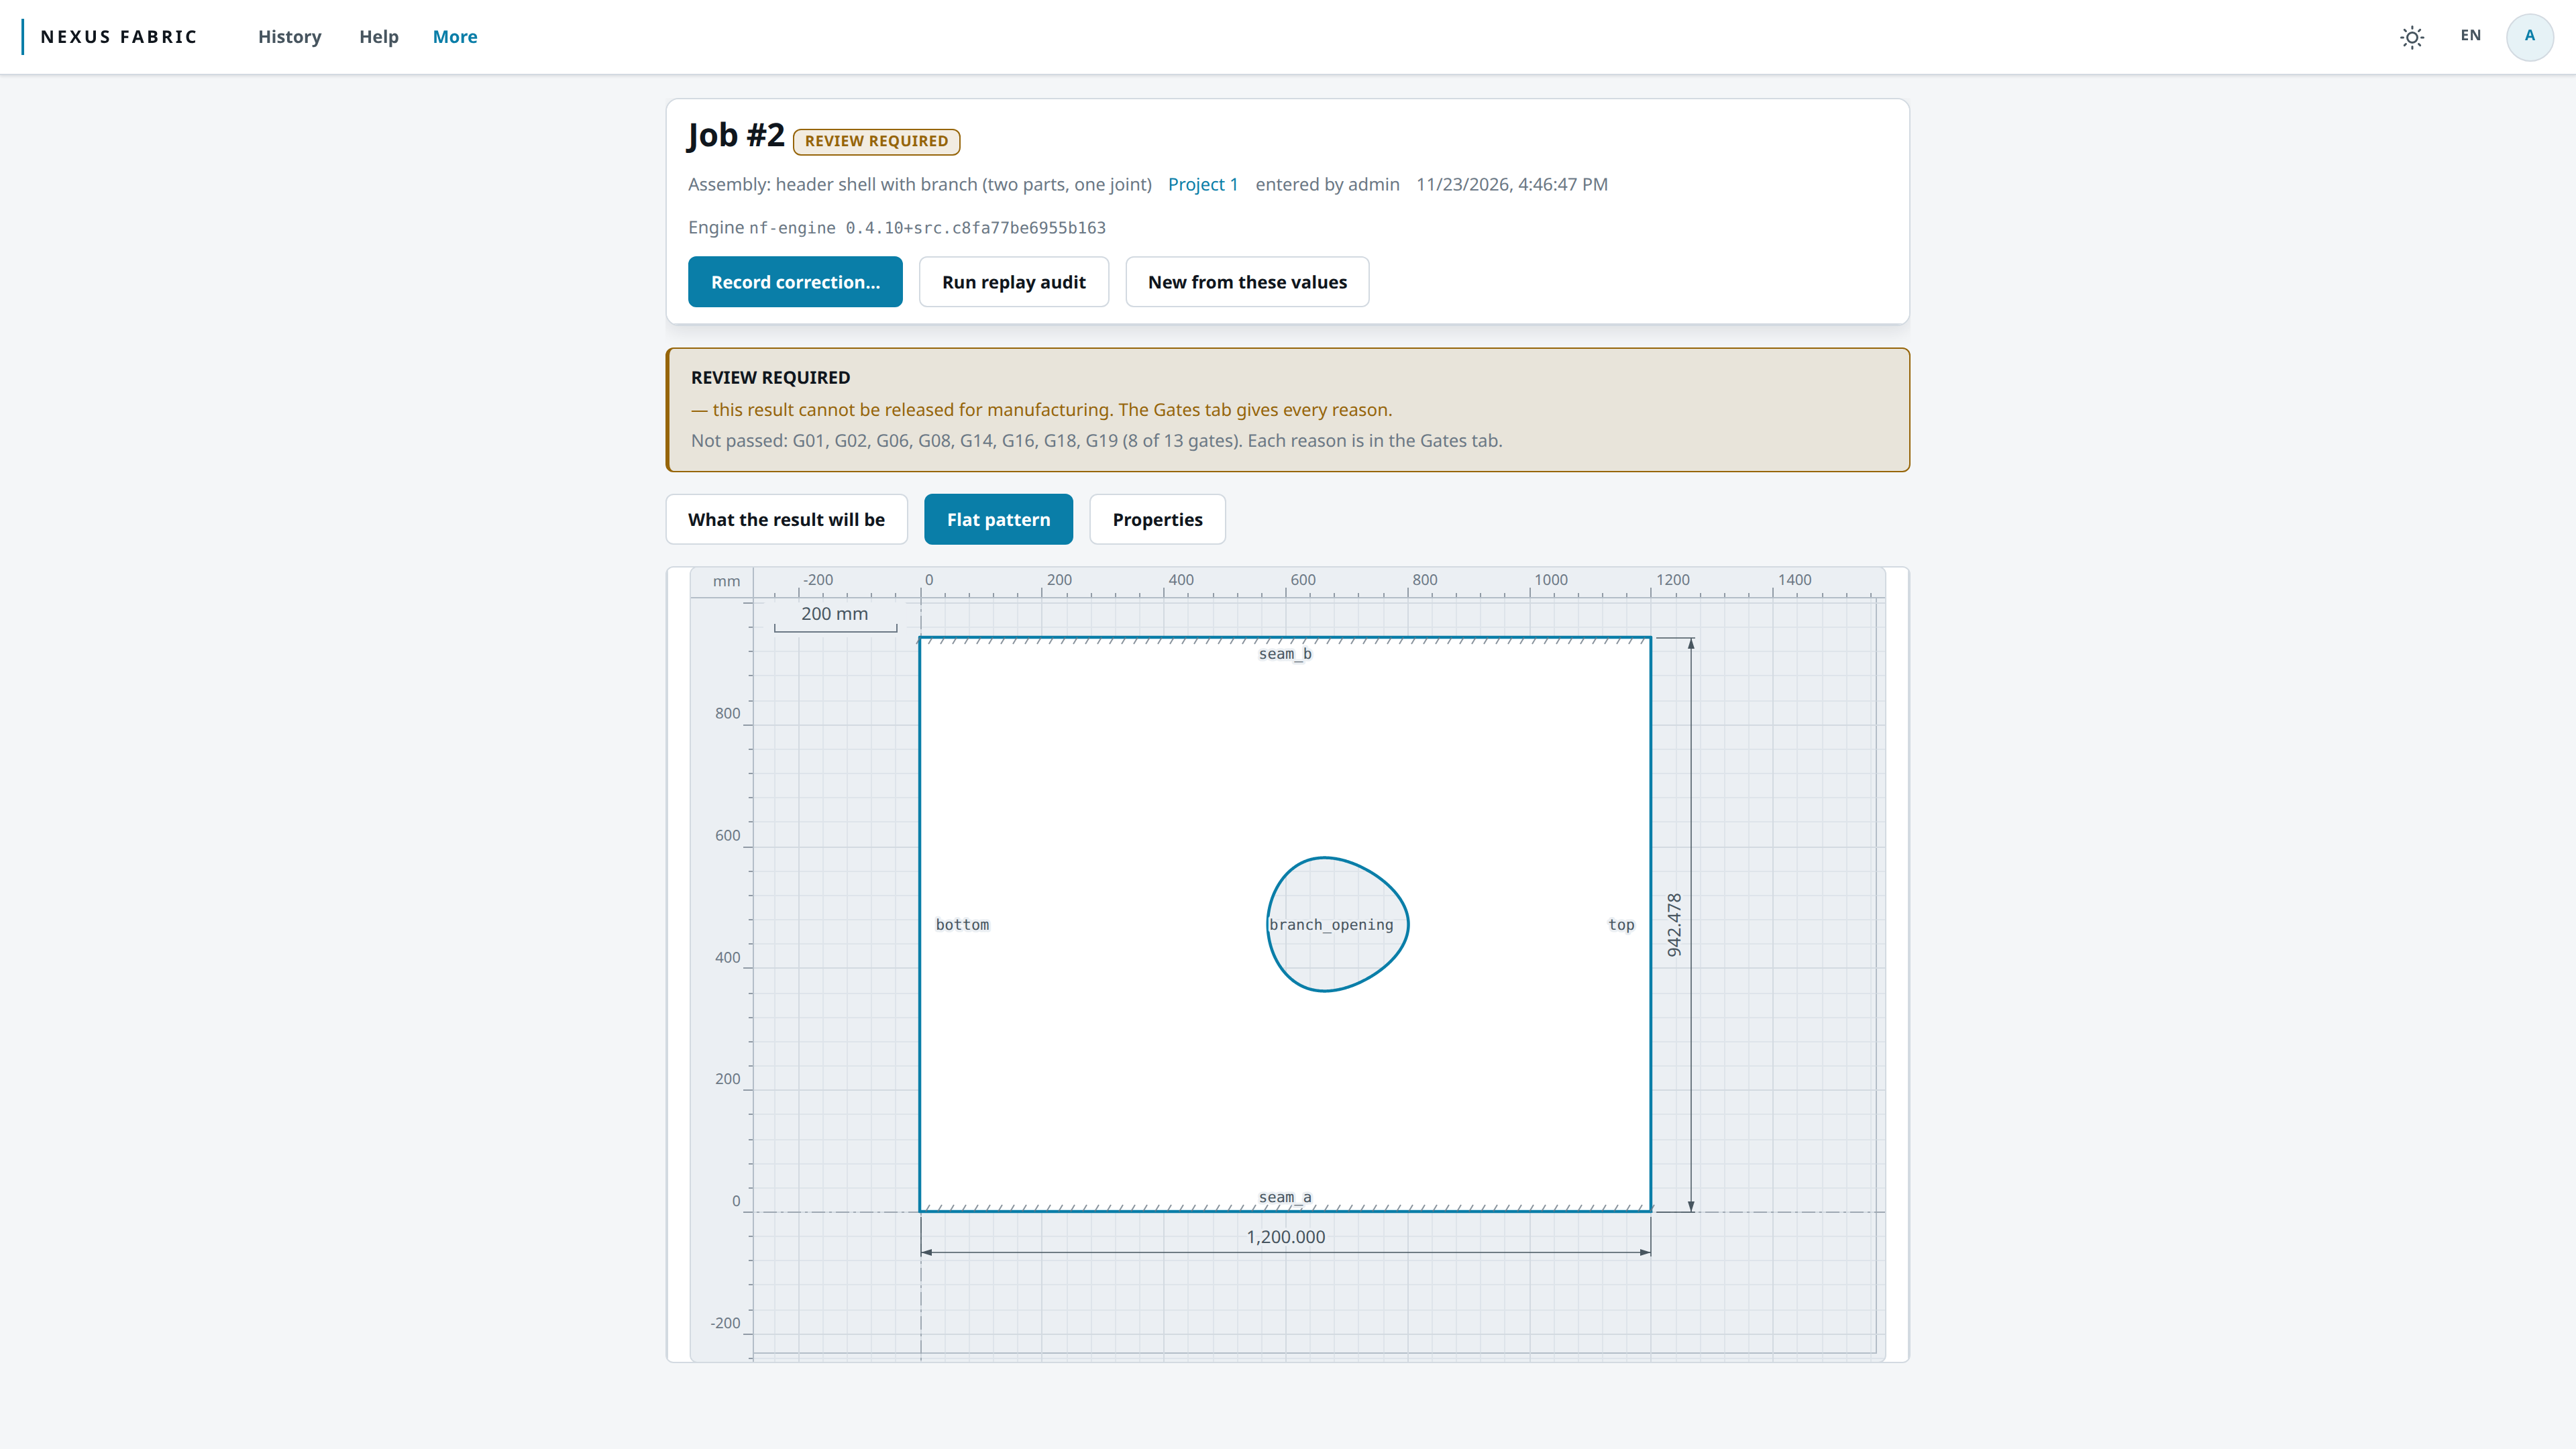 NEXUS FABRIC History Help More EN A
Job #2 REVIEW REQUIRED
Assembly: header shell with branch (two parts, one joint) Project 1 entered by admin 11/23/2026, 4:46:47 PM
Engine nf-engine 0.4.10+src.c8fa77be6955b163
Record correction... Run replay audit New from these values
REVIEW REQUIRED
— this result cannot be released for manufacturing. The Gates tab gives every reason.
Not passed: G01, G02, G06, G08, G14, G16, G18, G19 (8 of 13 gates). Each reason is in the Gates tab.
What the result will be Flat pattern Properties
mm -200 0 200 400 600 800 1000 1200 1400
200 mm
seam_b
800
600
bottom branch_opening top 942.478
400
200
seam_a
0
1,200.000
-200